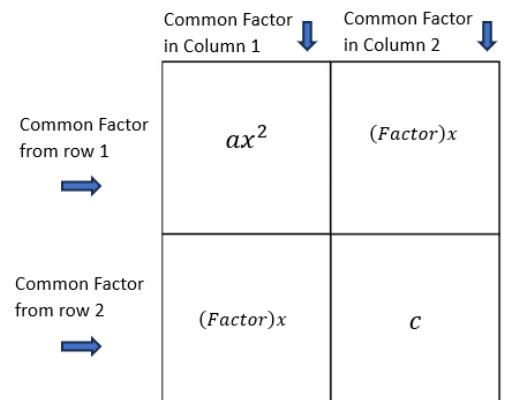 Common Factor
in Column 1
Common Factor
in Column 2
Common Factor
from row 1
ax²
(Factor)x
Common Factor
from row 2
(Factor)x
c